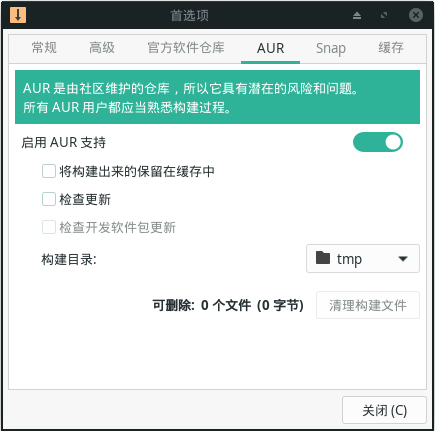 首选项
常规
高级
官方软件仓库
AUR
Snap
缓存
AUR 是由社区维护的仓库，所以它具有潜在的风险和问题。
所有 AUR 用户都应当熟悉构建过程。
启用 AUR 支持
将构建出来的保留在缓存中
检查更新
检查开发软件包更新
构建目录:
tmp
可删除: 0 个文件 (0 字节)
清理构建文件
关闭 (C)